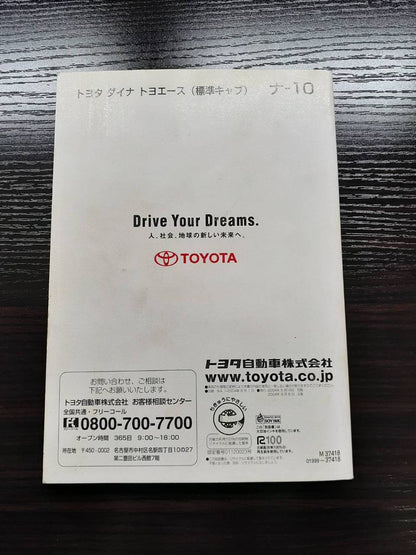 トヨタ ダイナ トヨエース (標準キャブ) ナ-10
Drive Your Dreams.
人、社会、地球の新しい未来へ。
TOYOTA
トヨタ自動車株式会社
www.toyota.co.jp
お問い合わせ、ご相談は
下記へお願いいたします。
トヨタ自動車株式会社 お客様相談センター
全国共通・フリーコール
0800-700-7700
オープン時間 365日 9:00~16:00
所在地 〒450-0002 名古屋市中村区名駅四丁目10の27
第二豊田ビル西館7階
R100
M 37418
01999-37418